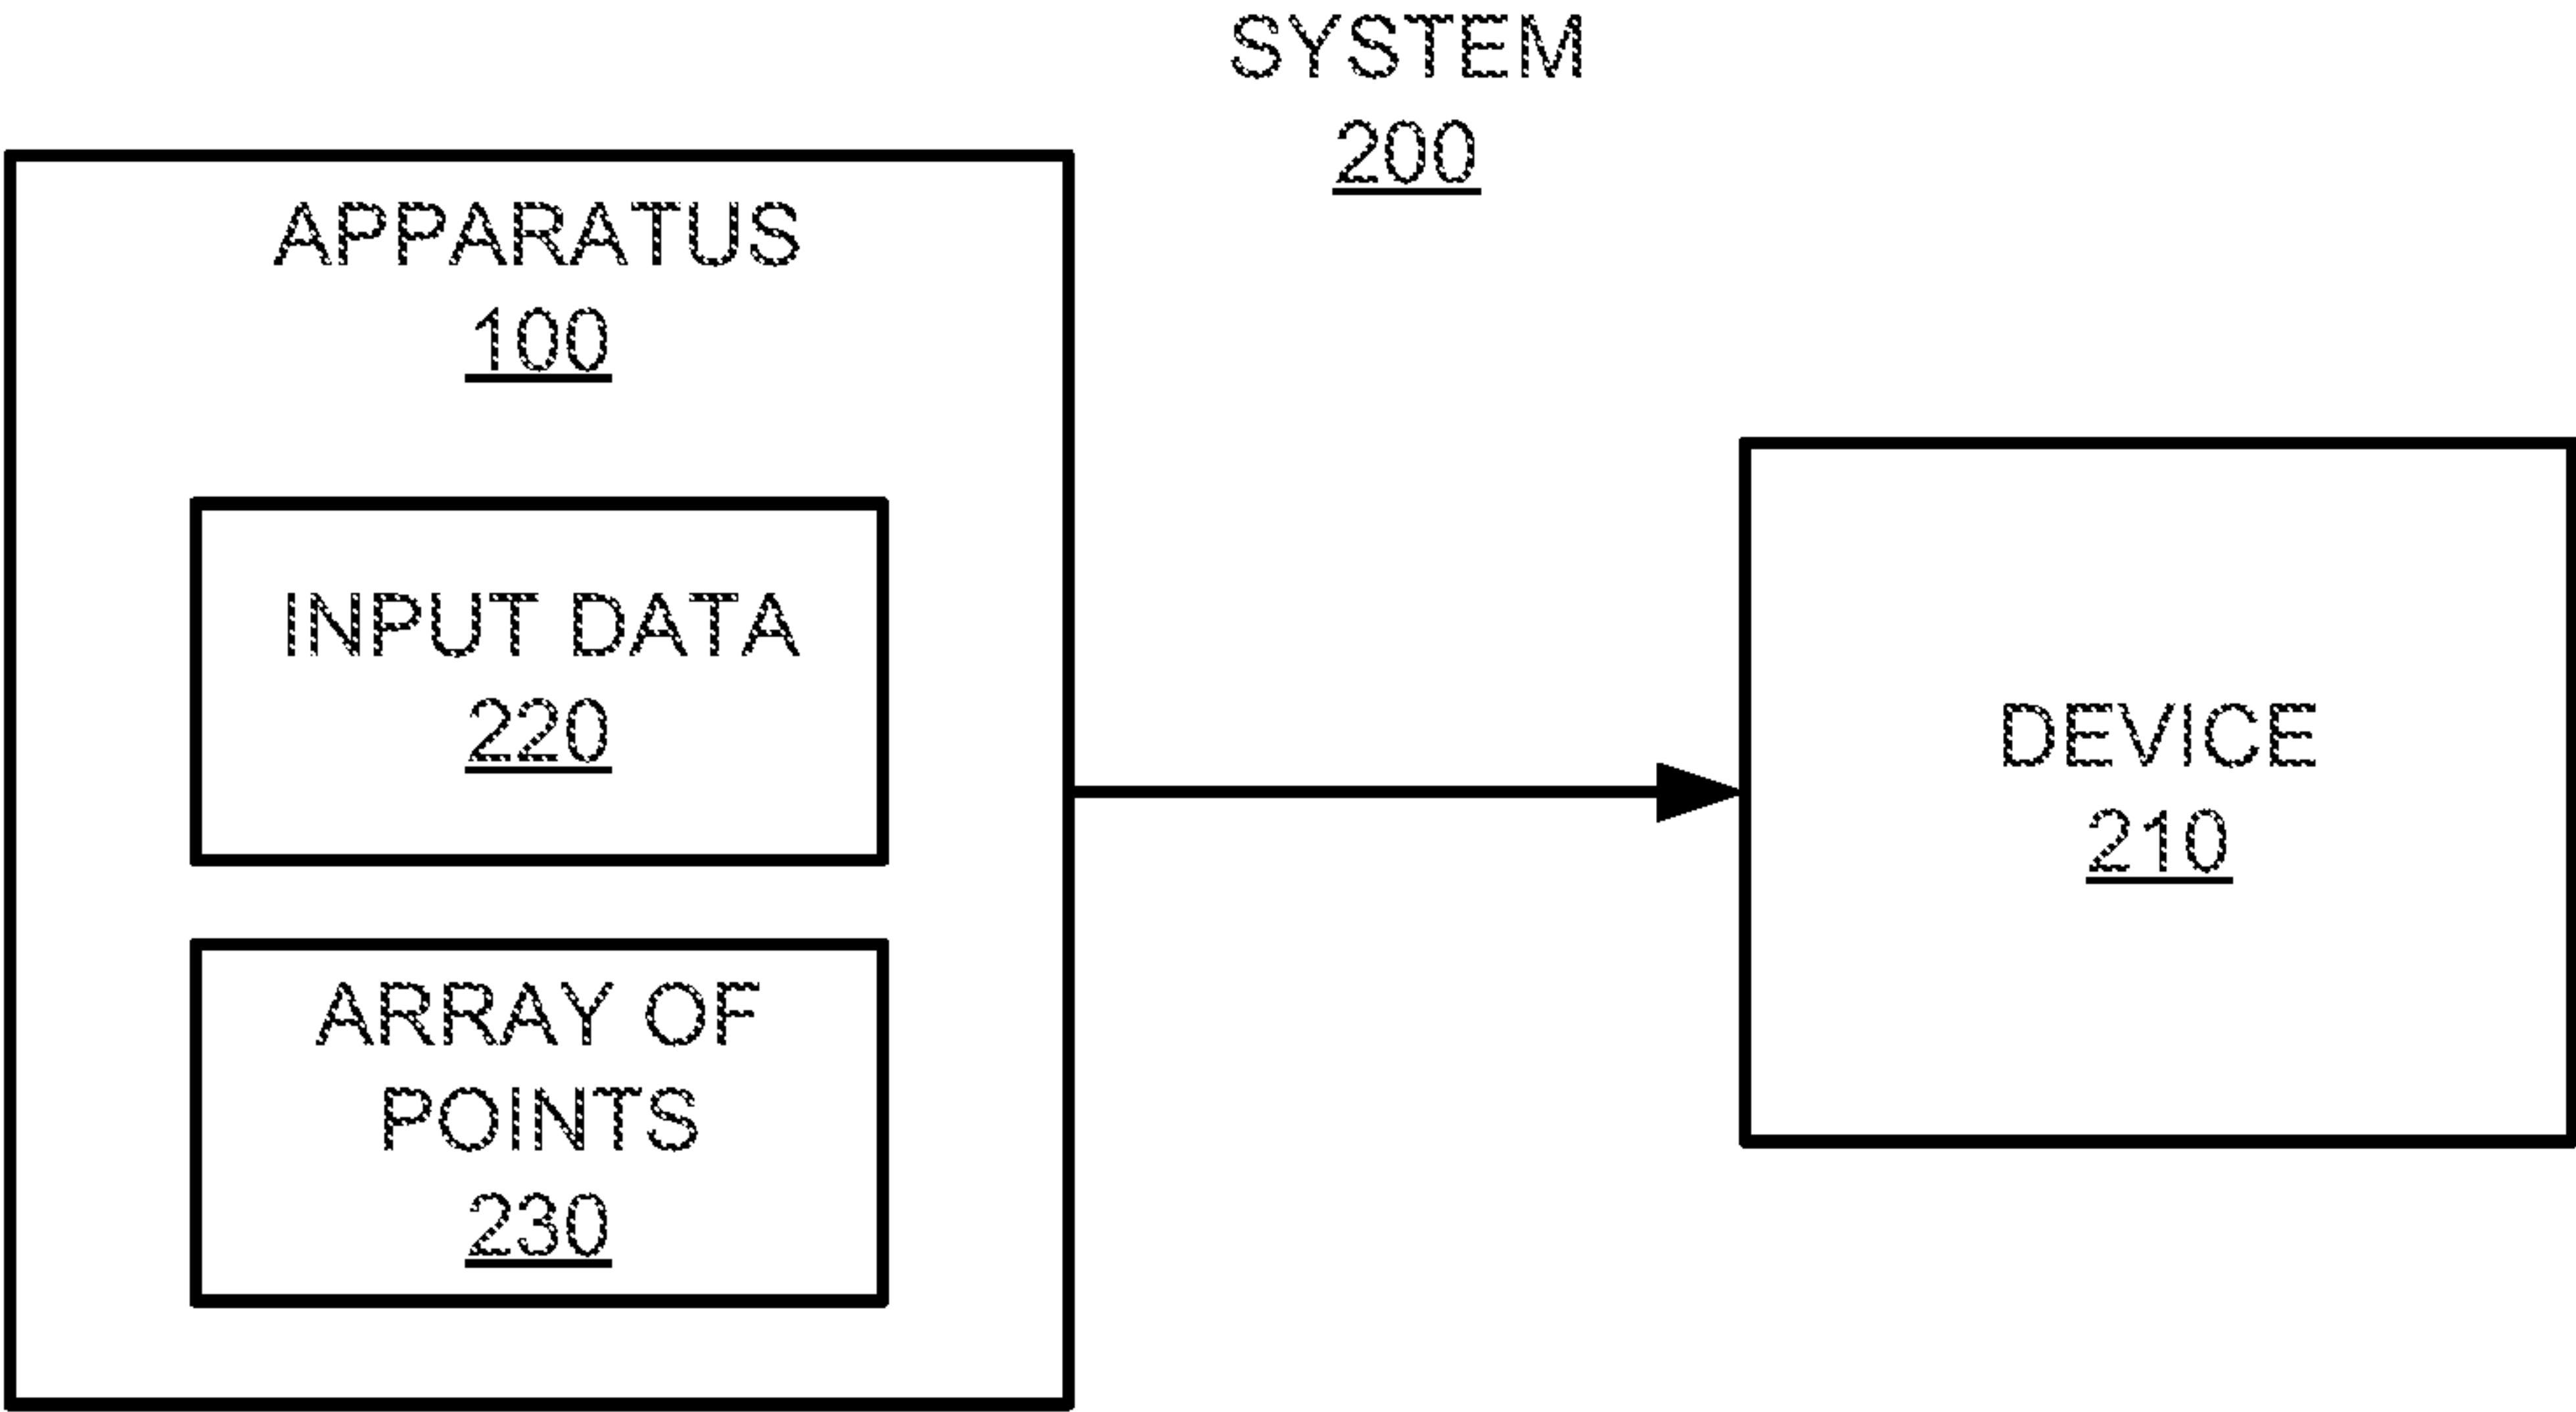 SYSTEM
200
APPARATUS
100
INPUT DATA
220
ARRAY OF
POINTS
230
DEVICE
210